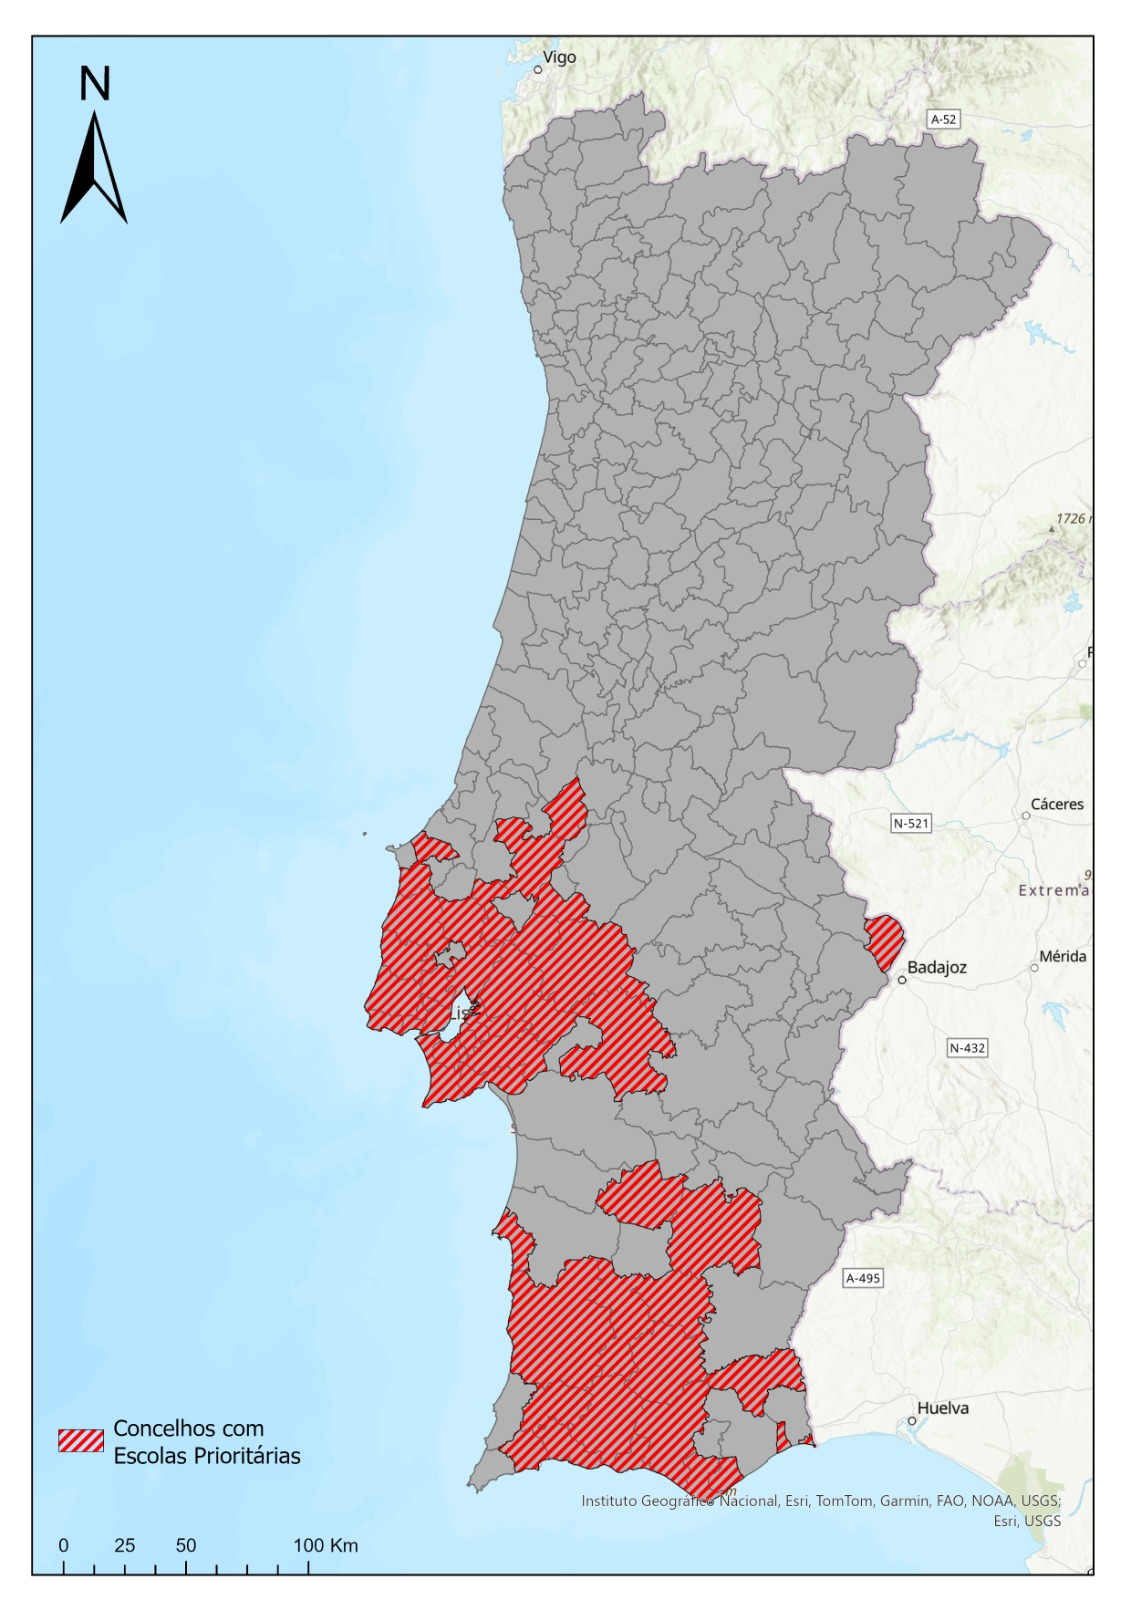 Vigo
N
A-52
1726
Cáceres
N-521
Extrema
Mérida
Badajoz
Lis
N-432
A-495
Huelva
Concelhos com
Escolas Prioritárias
Instituto Geográfico Nacional, Esri, TomTom, Garmin, FAO, NOAA, USGS;
Esri, USGS
0 25 50 100 Km